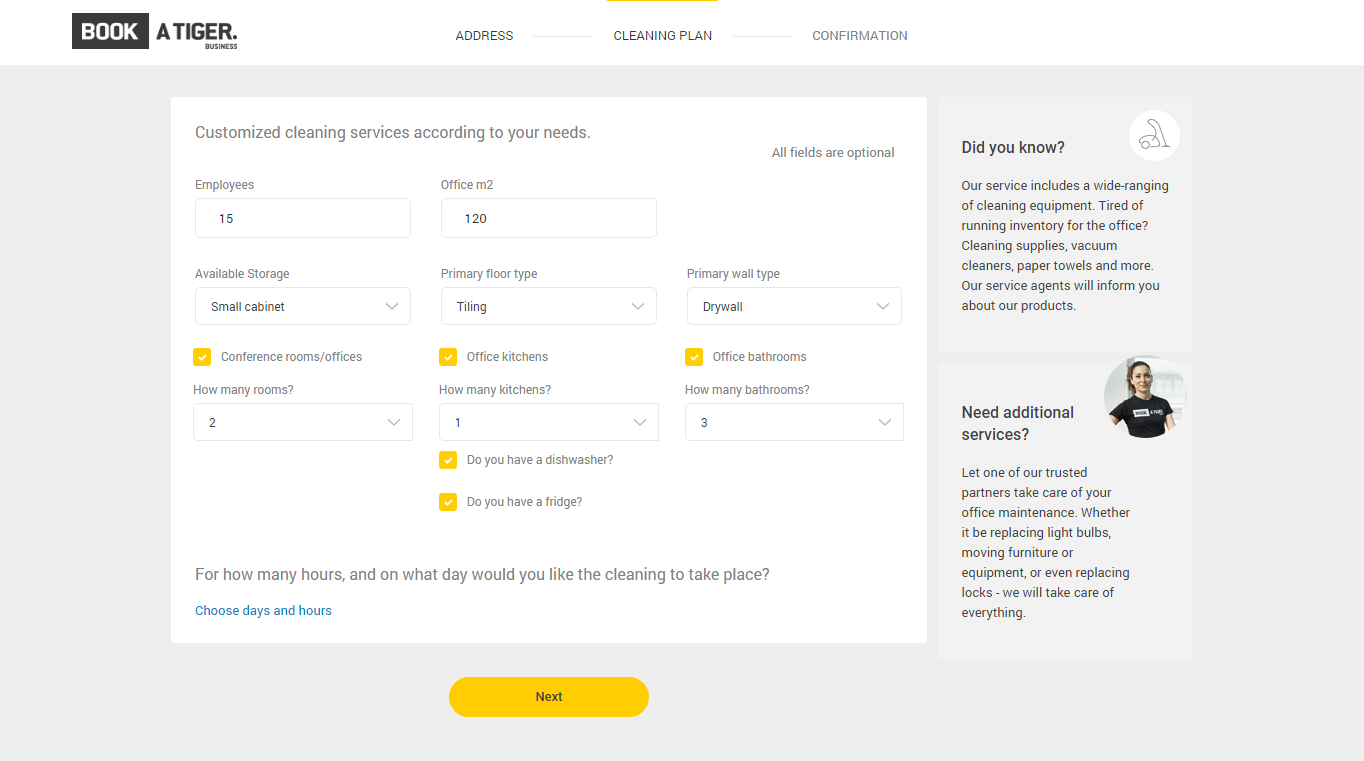 BOOK A TIGER.
BUSINESS
ADDRESS
CLEANING PLAN
CONFIRMATION
Customized cleaning services according to your needs.
All fields are optional
Employees
Office m2
15
120
Available Storage
Primary floor type
Primary wall type
Small cabinet
Tiling
Drywall
Conference rooms/offices
Office kitchens
Office bathrooms
How many rooms?
How many kitchens?
How many bathrooms?
2
1
3
Do you have a dishwasher?
Do you have a fridge?
For how many hours, and on what day would you like the cleaning to take place?
Choose days and hours
Next
Did you know?
Our service includes a wide-ranging
of cleaning equipment. Tired of
running inventory for the office?
Cleaning supplies, vacuum
cleaners, paper towels and more.
Our service agents will inform you
about our products.
BOOK A TIGER
Need additional
services?
Let one of our trusted
partners take care of your
office maintenance. Whether
it be replacing light bulbs,
moving furniture or
equipment, or even replacing
locks - we will take care of
everything.